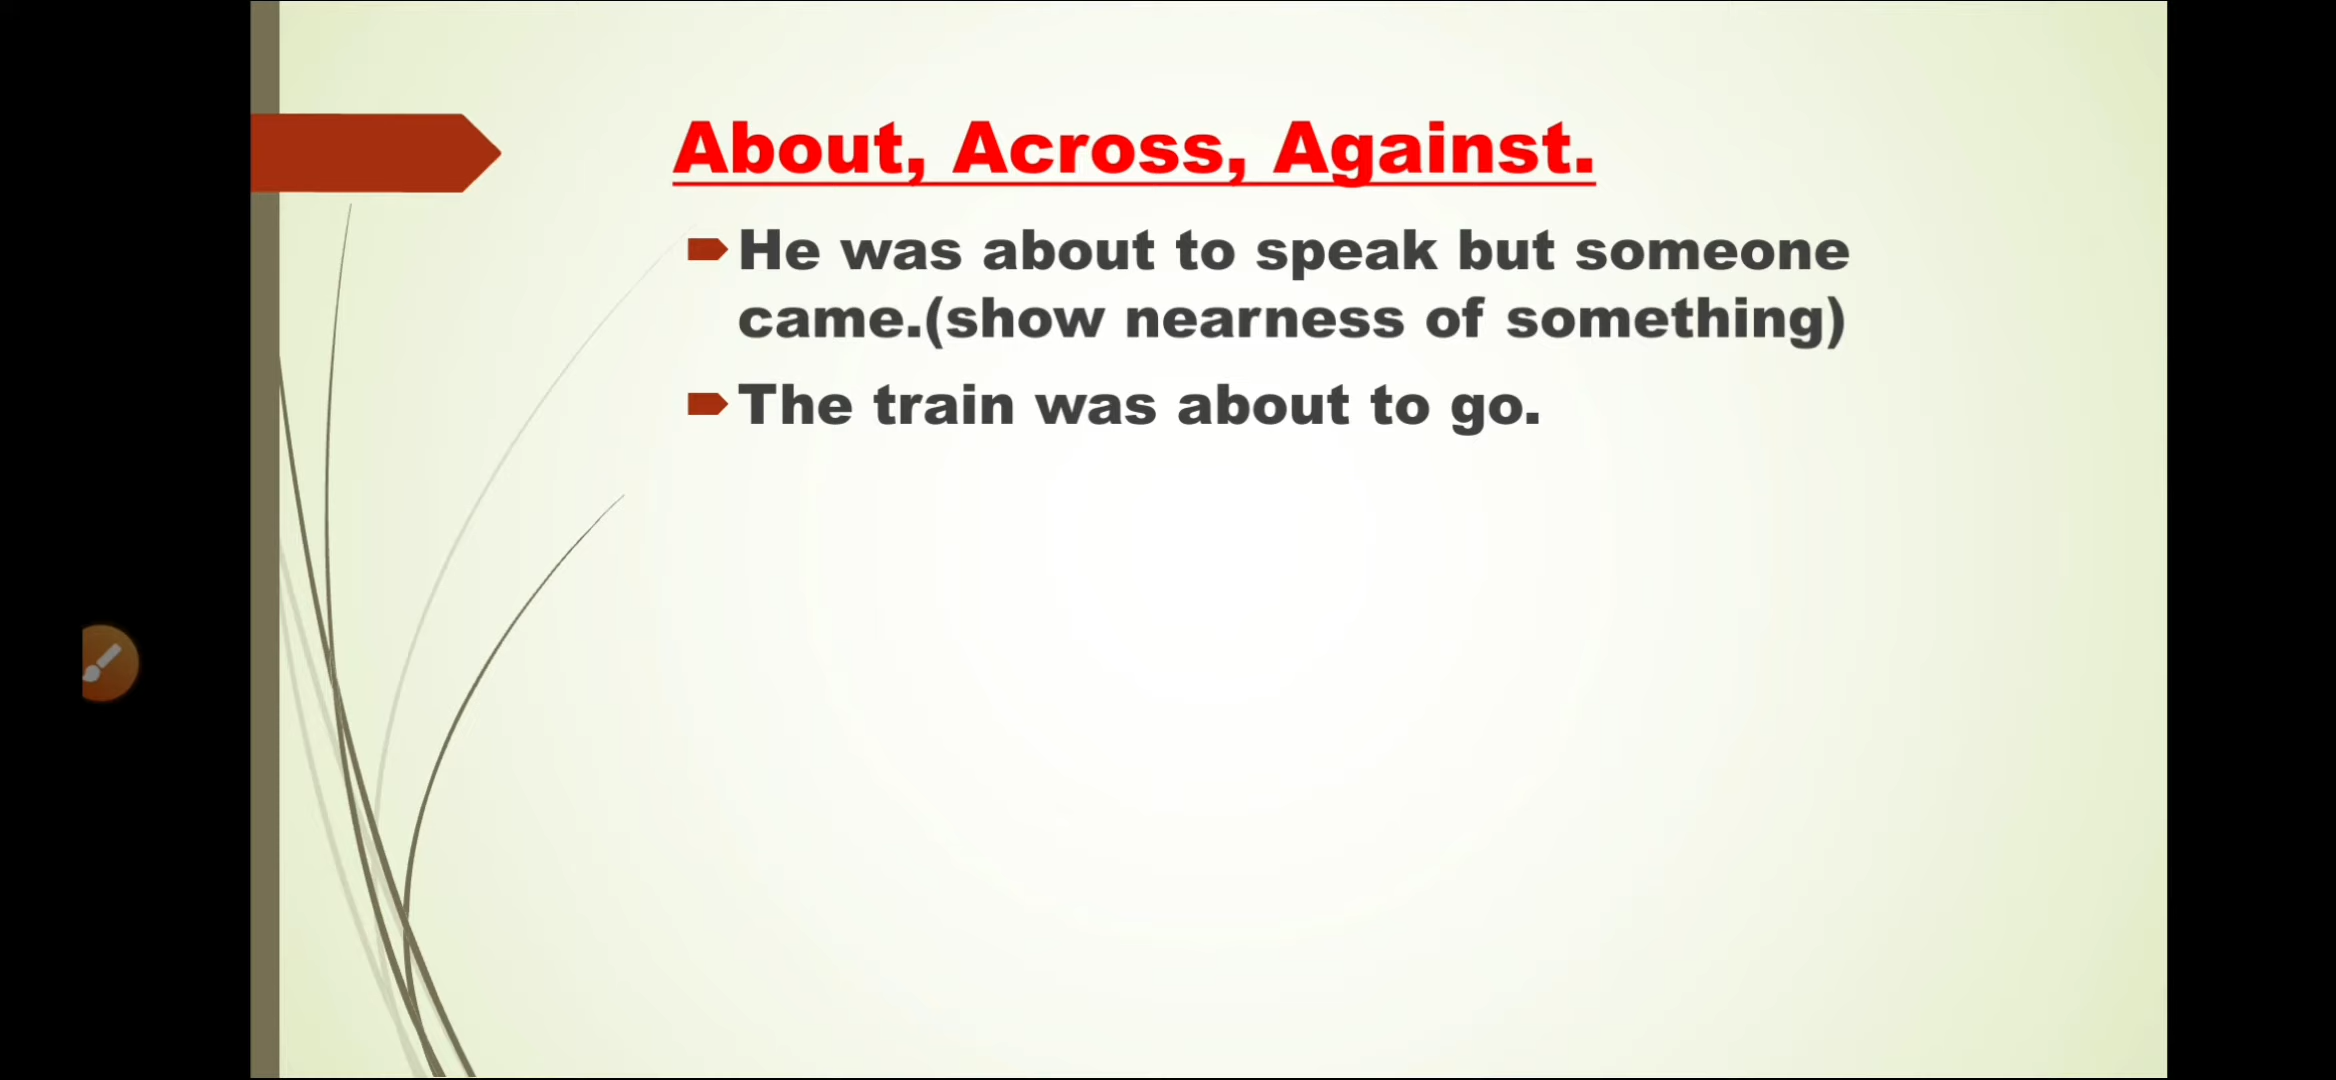 About, Across, Against.
He was about to speak but someone
came.(show nearness of something)
The train was about to go.